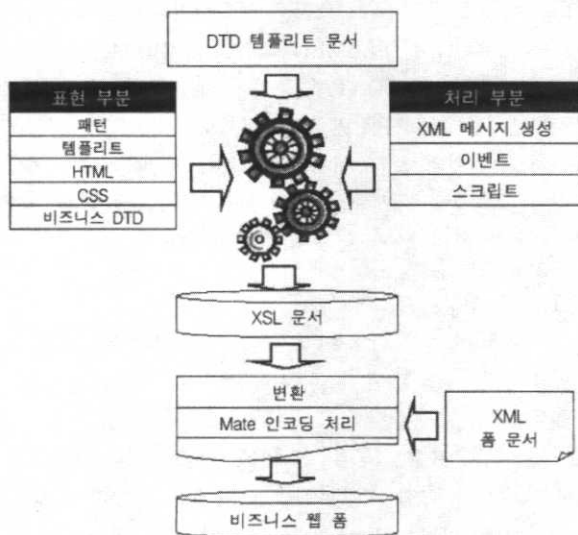 DTD 템플리트 문서
표현 부분
패턴
템플리트
HTML
CSS
비즈니스 DTD
처리 부분
XML 메시지 생성
이벤트
스크립트
XSL 문서
변환
Mate 인코딩 처리
XML
폼 문서
비즈니스 웹 폼